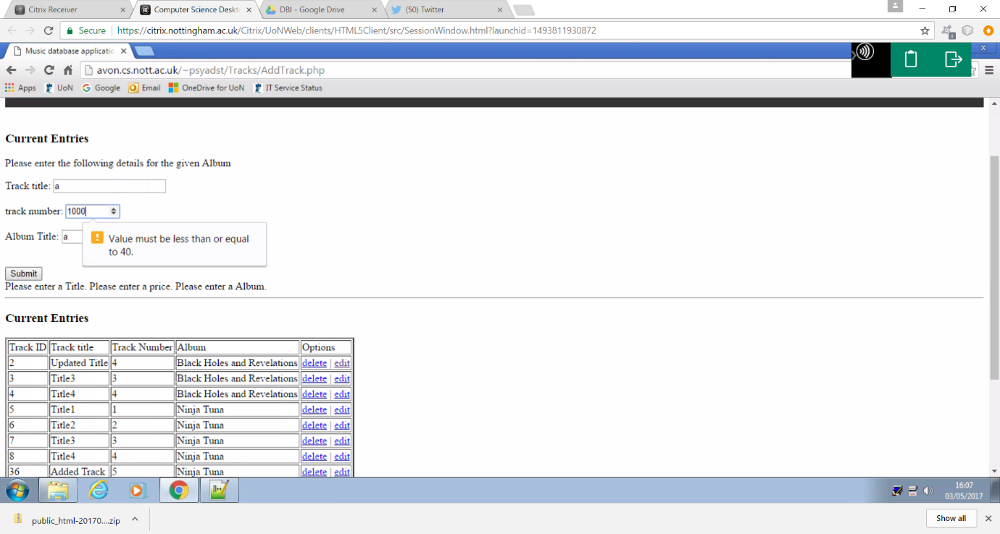 Citrix Receiver
Computer Science Deskt
DBI - Google Drive
(50) Twitter
Secure
https://citrix.nottingham.ac.uk/Citrix/UoNWeb/clients/HTML5Client/src/SessionWindow.html?launchid=1493811930872
0
Music database applicatio
avon.cs.nott.ac.uk/~psyadst/Tracks/AddTrack.php
Apps UoN Google Email OneDrive for UoN IT Service Status
Current Entries
Please enter the following details for the given Album
Track title: a
track number: 1000
Album Title: a
! Value must be less than or equal
to 40.
Submit
Please enter a Title. Please enter a price. Please enter a Album.
Current Entries
Track ID Track title Track Number Album Options
2 Updated Title 4 Black Holes and Revelations delete | edit
3 Title3 3 Black Holes and Revelations delete | edit
4 Title4 4 Black Holes and Revelations delete | edit
5 Title1 1 Ninja Tuna delete | edit
6 Title2 2 Ninja Tuna delete | edit
7 Title3 3 Ninja Tuna delete | edit
8 Title4 4 Ninja Tuna delete | edit
36 Added Track 5 Ninja Tuna delete | edit
16:07
03/05/2017
public_html-20170....zip
Show all